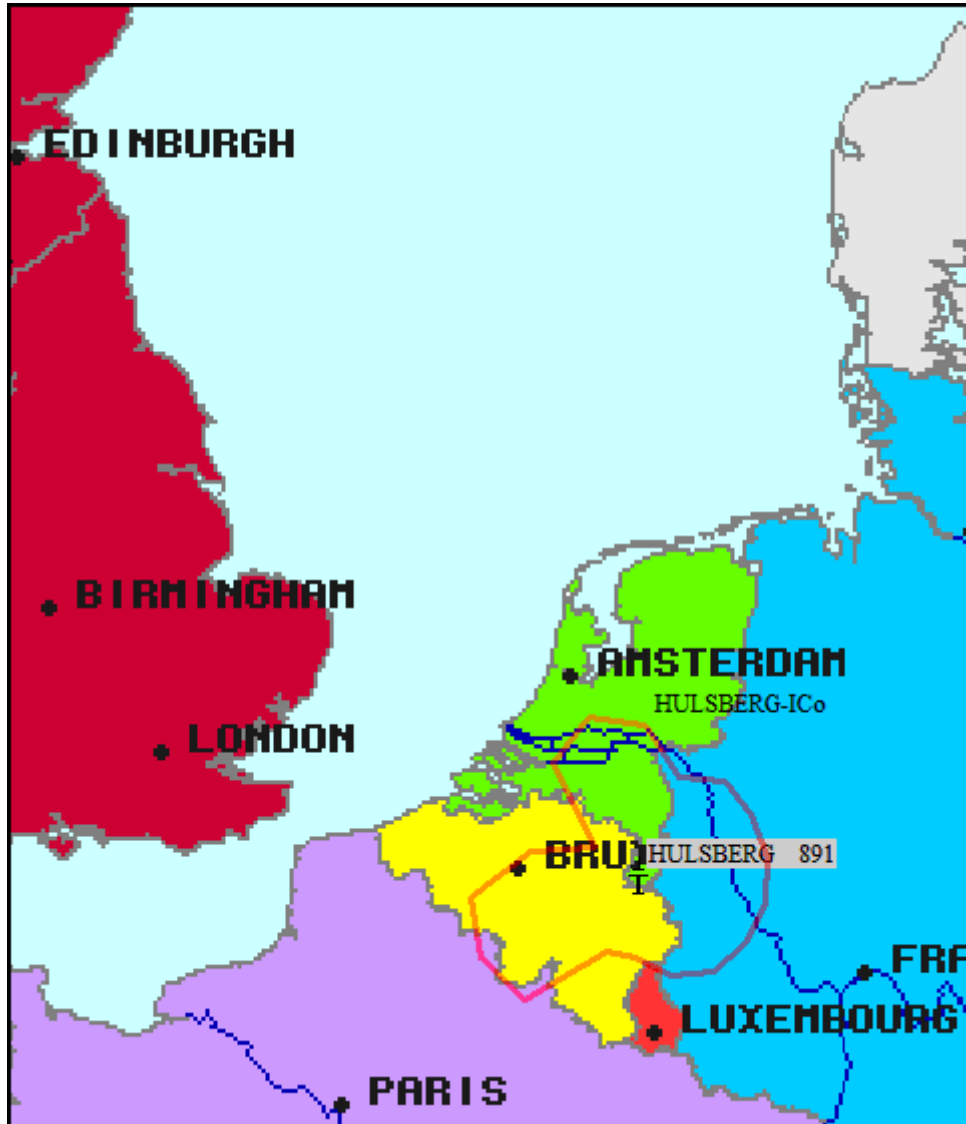 EDINBURGH
BIRMINGHAM
AMSTERDAM
HULSBERG-ICo
LONDON
BRU
HULSBERG 891
FRA
LUXEMBOURG
PARIS